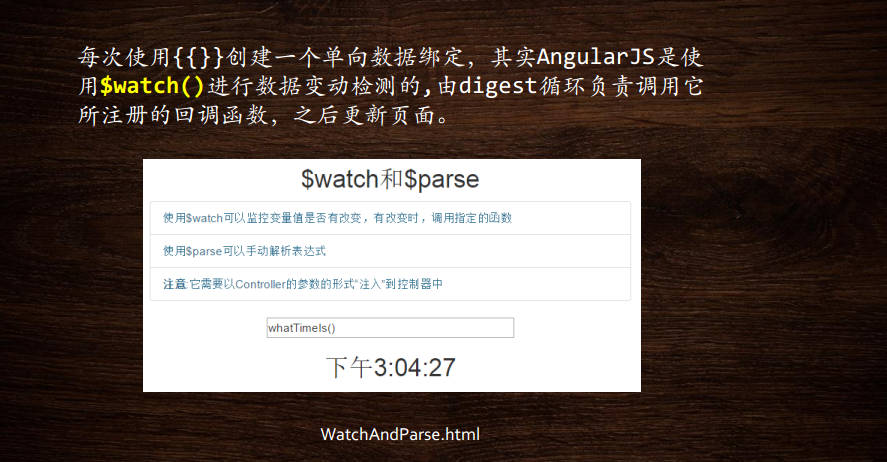 每次使用{{}}创建一个单向数据绑定，其实AngularJS是使
用$watch()进行数据变动检测的,由digest循环负责调用它
所注册的回调函数，之后更新页面。
$watch和$parse
使用$watch可以监控变量值是否有改变，有改变时，调用指定的函数
使用$parse可以手动解析表达式
注意:它需要以Controller的参数的形式“注入”到控制器中
whatTimeIs()
下午3:04:27
WatchAndParse.html